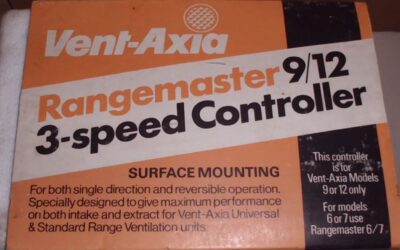 Vent-Axia
Rangemaster 9/12
3-speed Controller
SURFACE MOUNTING
For both single direction and reversible operation.
Specially designed to give maximum performance
on both intake and extract for Vent-Axia Universal
& Standard Range Ventilation units.
This controller
is for
Vent-Axia Models
9 or 12 only
For models
6 or 7 use
Rangemaster 6/7